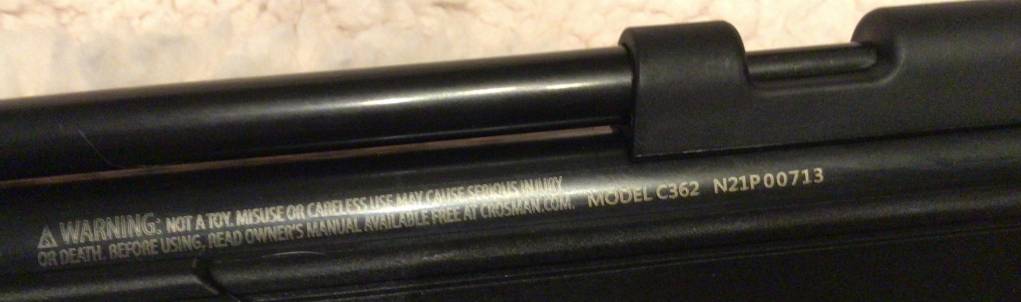 ⚠ WARNING: NOT A TOY. MISUSE OR CARELESS USE MAY CAUSE SERIOUS INJURY
OR DEATH. BEFORE USING, READ OWNER'S MANUAL AVAILABLE FREE AT CROSMAN.COM.
MODEL C362 N21P00713